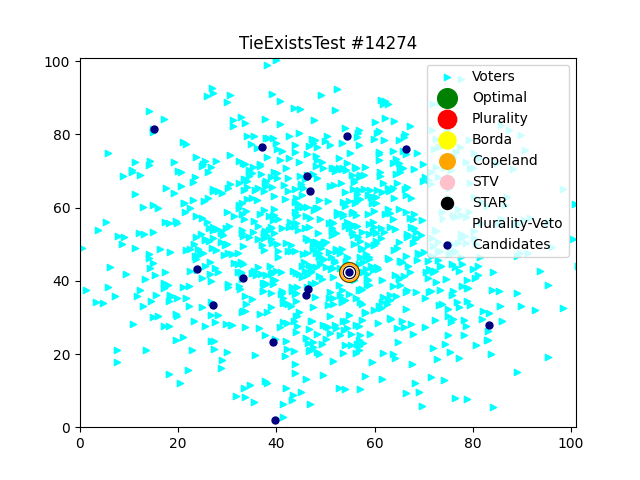 TieExistsTest #14274
Voters
Optimal
Plurality
Borda
Copeland
STV
STAR
Plurality-Veto
Candidates
100
80
60
40
20
0
0 20 40 60 80 100